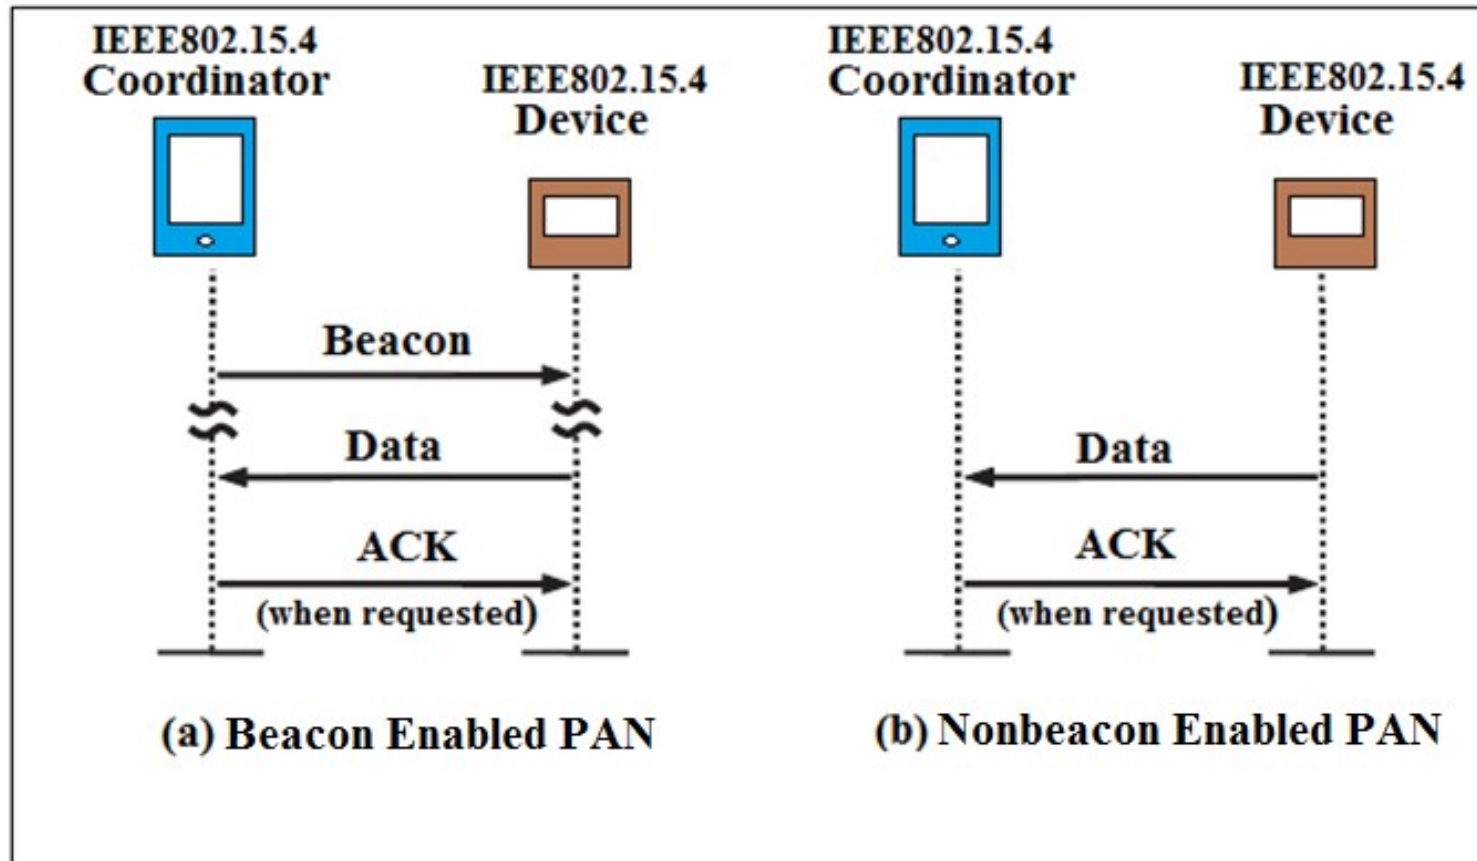 IEEE802.15.4
Coordinator
IEEE802.15.4
Device
Beacon
Data
ACK
(when requested)
(a) Beacon Enabled PAN
IEEE802.15.4
Coordinator
IEEE802.15.4
Device
Data
ACK
(when requested)
(b) Nonbeacon Enabled PAN